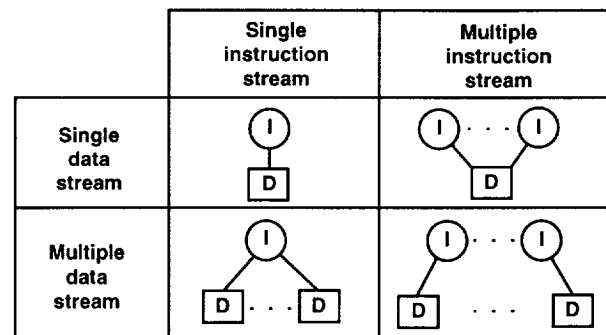 Single instruction stream
Multiple instruction stream
Single data stream
I
D
I . . . I
D
Multiple data stream
I
D . . . D
I . . . I
D . . . D